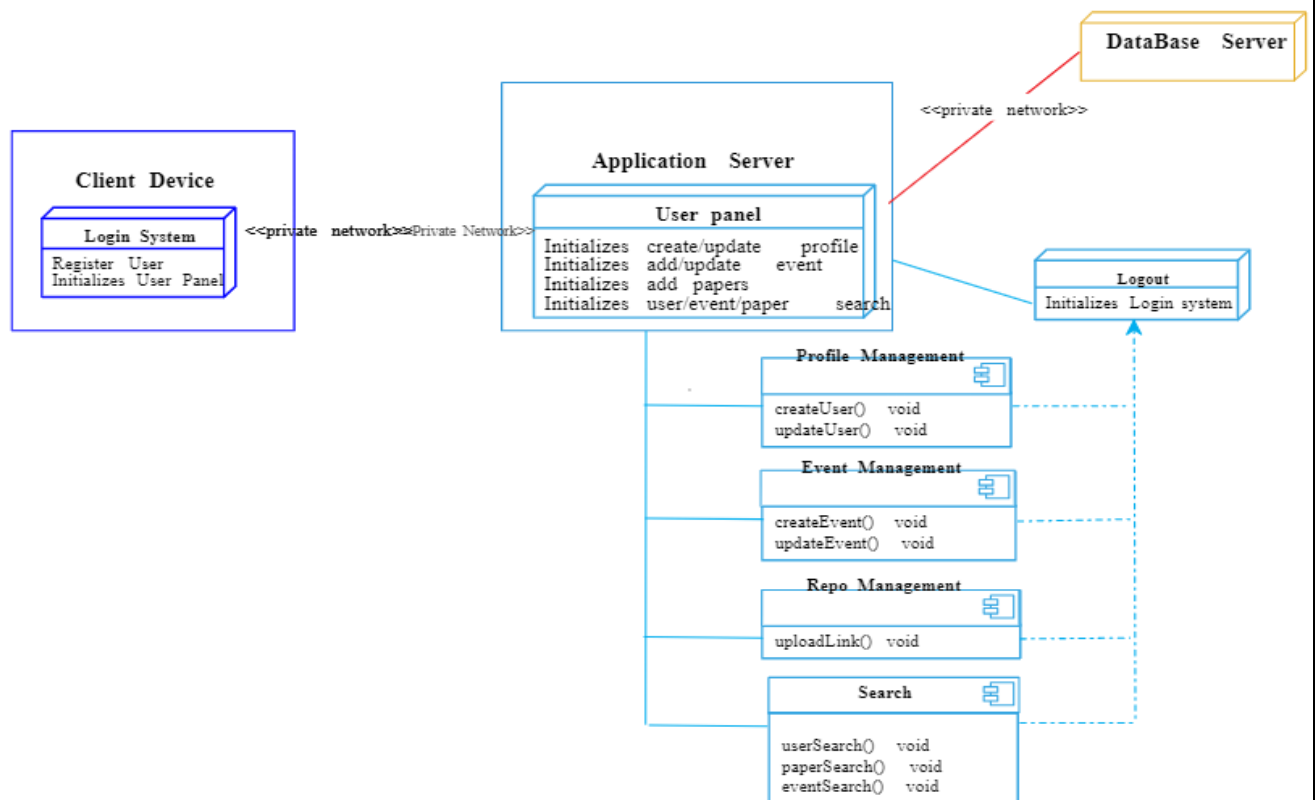 DataBase Server
<<private network>>
Application Server
Client Device
User panel
Login System
<<private network>>
<<Private Network>>
Initializes create/update profile
Initializes add/update event
Initializes add papers
Initializes user/event/paper search
Register User
Initializes User Panel
Logout
Initializes Login system
Profile Management
createUser() void
updateUser() void
Event Management
createEvent() void
updateEvent() void
Repo Management
uploadLink() void
Search
userSearch() void
paperSearch() void
eventSearch() void